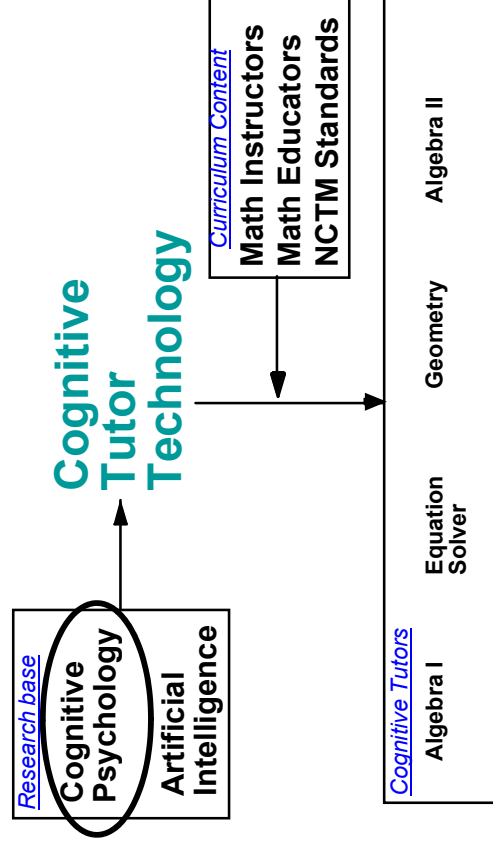 Research base
Cognitive
Psychology
Artificial
Intelligence
Cognitive
Tutor
Technology
Curriculum Content
Math Instructors
Math Educators
NCTM Standards
Cognitive Tutors
Algebra I
Equation
Solver
Geometry
Algebra II